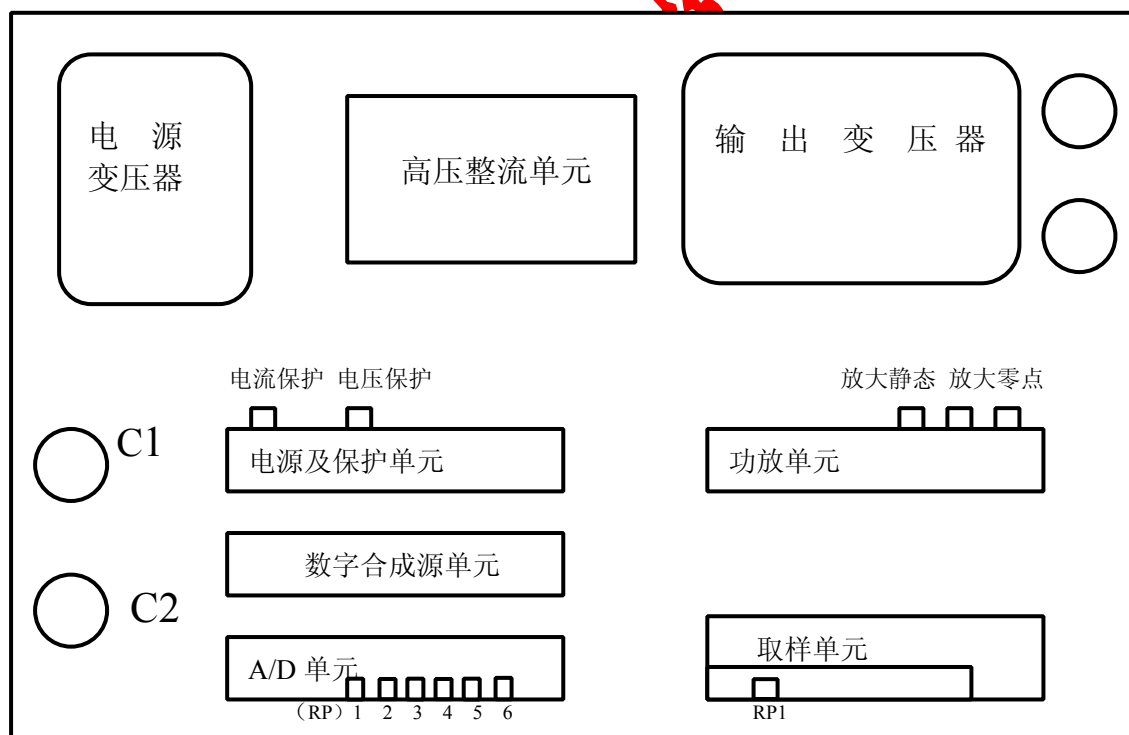 电 源
变压器
高压整流单元
输 出 变 压 器
电流保护 电压保护
放大静态 放大零点
C1
电源及保护单元
功放单元
数字合成源单元
C2
A/D 单元
取样单元
（RP）1 2 3 4 5 6
RP1